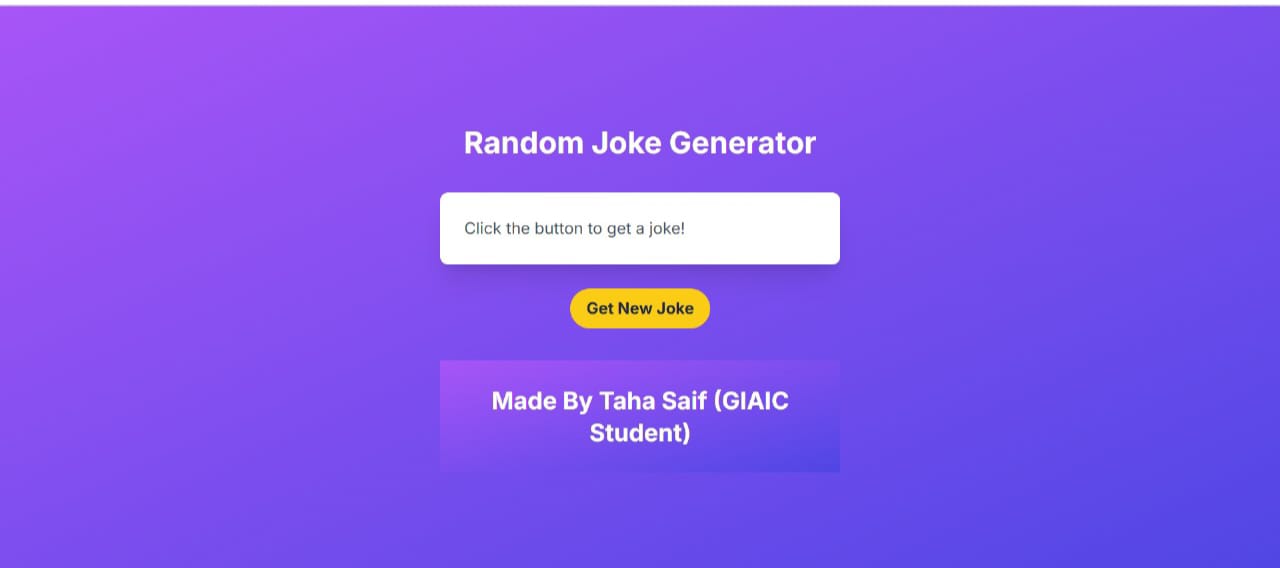 Random Joke Generator
Click the button to get a joke!
Get New Joke
Made By Taha Saif (GIAIC
Student)